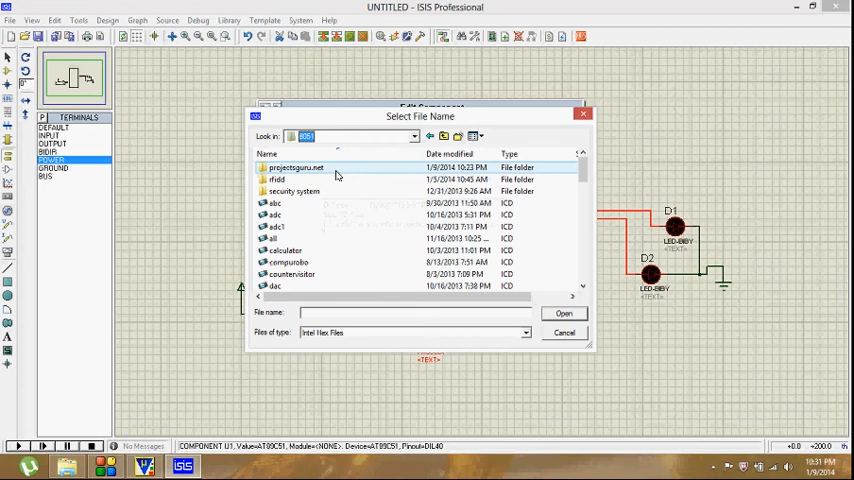 UNTITLED - ISIS Professional
File View Edit Tools Design Graph Source Debug Library Template System Help
P TERMINALS
DEFAULT
INPUT
OUTPUT
BIDIR
POWER
GROUND
BUS
Edit Component
Select File Name
Look in: 8051
Name Date modified Type
projectsguru.net 1/9/2014 10:23 PM File folder
rfidd 1/5/2014 10:45 AM File folder
security system 12/31/2013 9:26 AM File folder
abc 9/30/2013 11:50 AM ICD
adc 10/16/2013 5:31 PM ICD
adc1 10/4/2013 7:11 PM ICD
all 11/16/2013 10:25 ... ICD
calculator 10/3/2013 11:01 PM ICD
compurobo 8/13/2013 7:51 AM ICD
countervisitor 8/3/2013 7:09 PM ICD
dac 10/16/2013 7:38 PM ICD
File name: Open
Files of type: Intel Hex Files Cancel
D1
LED-BIBY
<TEXT>
D2
LED-BIBY
<TEXT>
<TEXT>
No Messages COMPONENT U1, Value=AT89C51, Module=<NONE>, Device=AT89C51, Pinout=DIL40 +0.0 +200.0
10:31 PM
1/9/2014